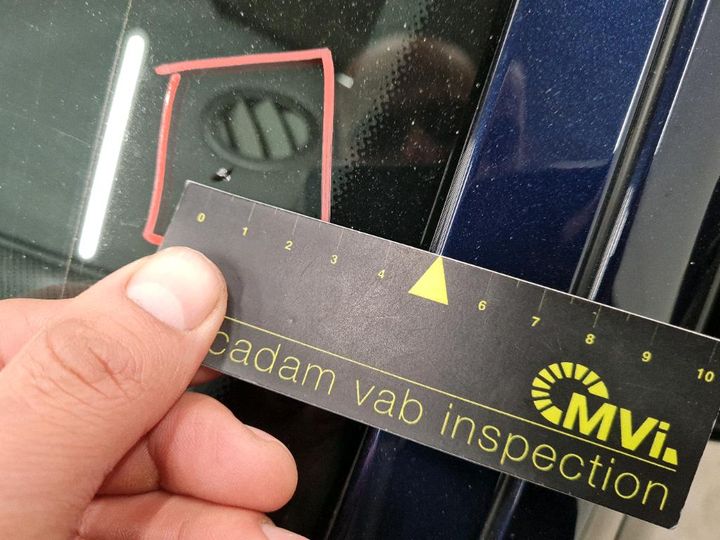 0 1 2 3 4 6 7 8 9 10
MVi.
cadam vab inspection